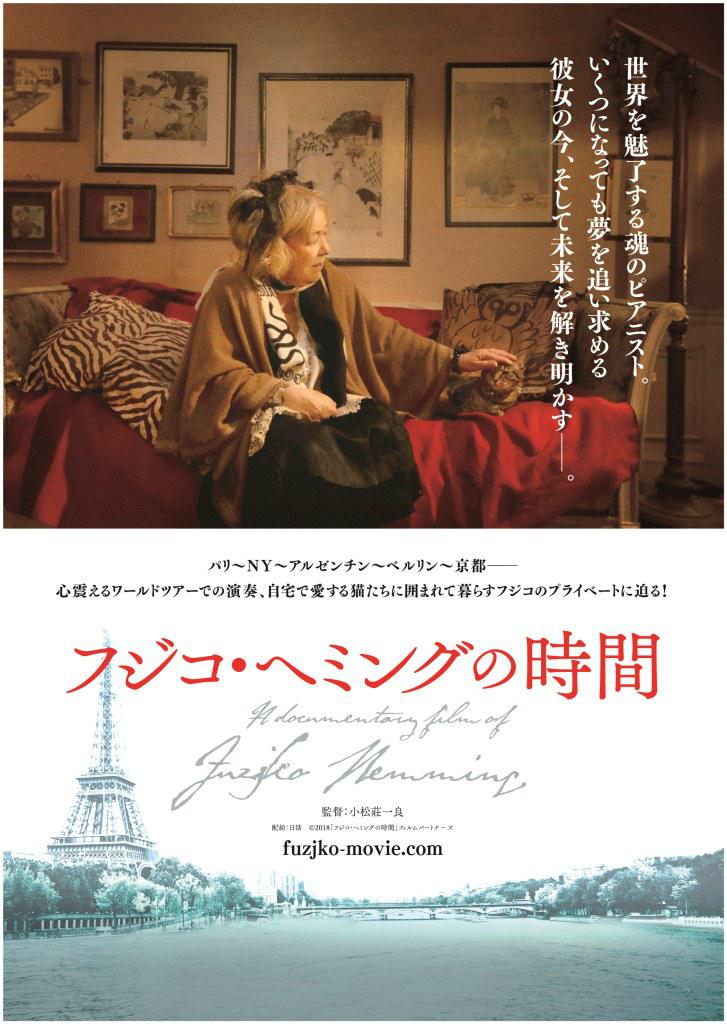 世界を魅了する魂のピアニスト。
いくつになっても夢を追い求める
彼女の今、そして未来を解き明かす──。
パリ～NY～アルゼンチン～ベルリン～京都──
心震えるワールドツアーでの演奏、自宅で愛する猫たちに囲まれて暮らすフジコのプライベートに迫る!
フジコ・ヘミングの時間
A documentary film of
Fuzjko Hemming
監督:小松莊一良
配給:日活 ©2018「フジコ・ヘミングの時間」フィルムパートナーズ
fuzjko-movie.com